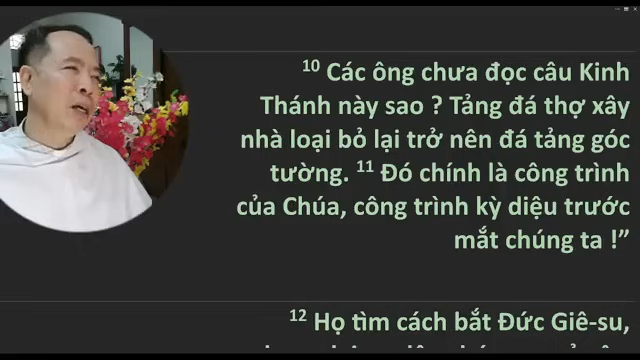 10 Các ông chưa đọc câu Kinh
Thánh này sao ? Tảng đá thợ xây
nhà loại bỏ lại trở nên đá tảng góc
tường. 11 Đó chính là công trình
của Chúa, công trình kỳ diệu trước
mắt chúng ta !”
12 Họ tìm cách bắt Đức Giê-su,